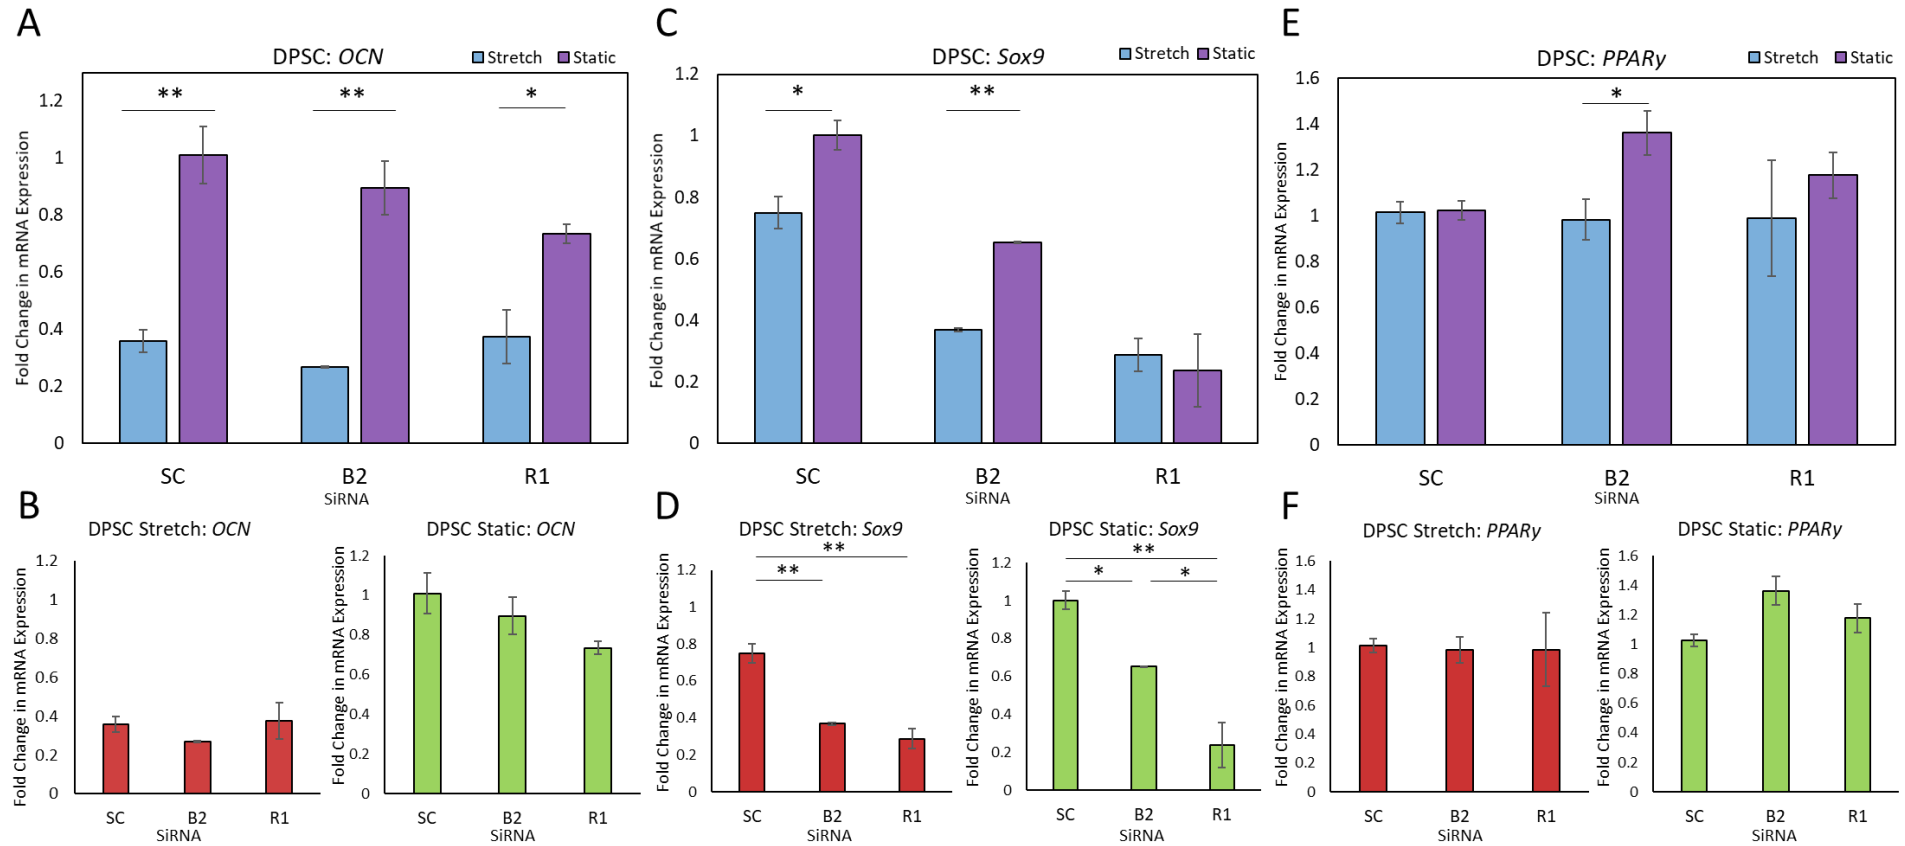 A
DPSC: OCN
Stretch Static
Fold Change in mRNA Expression
1.2
1
0.8
0.6
0.4
0.2
0
** ** *
SC B2 R1
SiRNA
C
DPSC: Sox9
Stretch Static
Fold Change in mRNA Expression
1.2
1
0.8
0.6
0.4
0.2
0
* **
SC B2 R1
SiRNA
E
DPSC: PPARγ
Stretch Static
Fold Change in mRNA Expression
1.6
1.4
1.2
1
0.8
0.6
0.4
0.2
0
*
SC B2 R1
SiRNA
B
DPSC Stretch: OCN
Fold Change in mRNA Expression
1.2
1
0.8
0.6
0.4
0.2
0
SC B2 R1
SiRNA
DPSC Static: OCN
Fold Change in mRNA Expression
1.2
1
0.8
0.6
0.4
0.2
0
SC B2 R1
SiRNA
D
DPSC Stretch: Sox9
Fold Change in mRNA Expression
1.2
1
0.8
0.6
0.4
0.2
0
**
**
SC B2 R1
SiRNA
DPSC Static: Sox9
Fold Change in mRNA Expression
1.2
1
0.8
0.6
0.4
0.2
0
**
* *
SC B2 R1
SiRNA
F
DPSC Stretch: PPARγ
Fold Change in mRNA Expression
1.6
1.4
1.2
1
0.8
0.6
0.4
0.2
0
SC B2 R1
SiRNA
DPSC Static: PPARγ
Fold Change in mRNA Expression
1.6
1.4
1.2
1
0.8
0.6
0.4
0.2
0
SC B2 R1
SiRNA